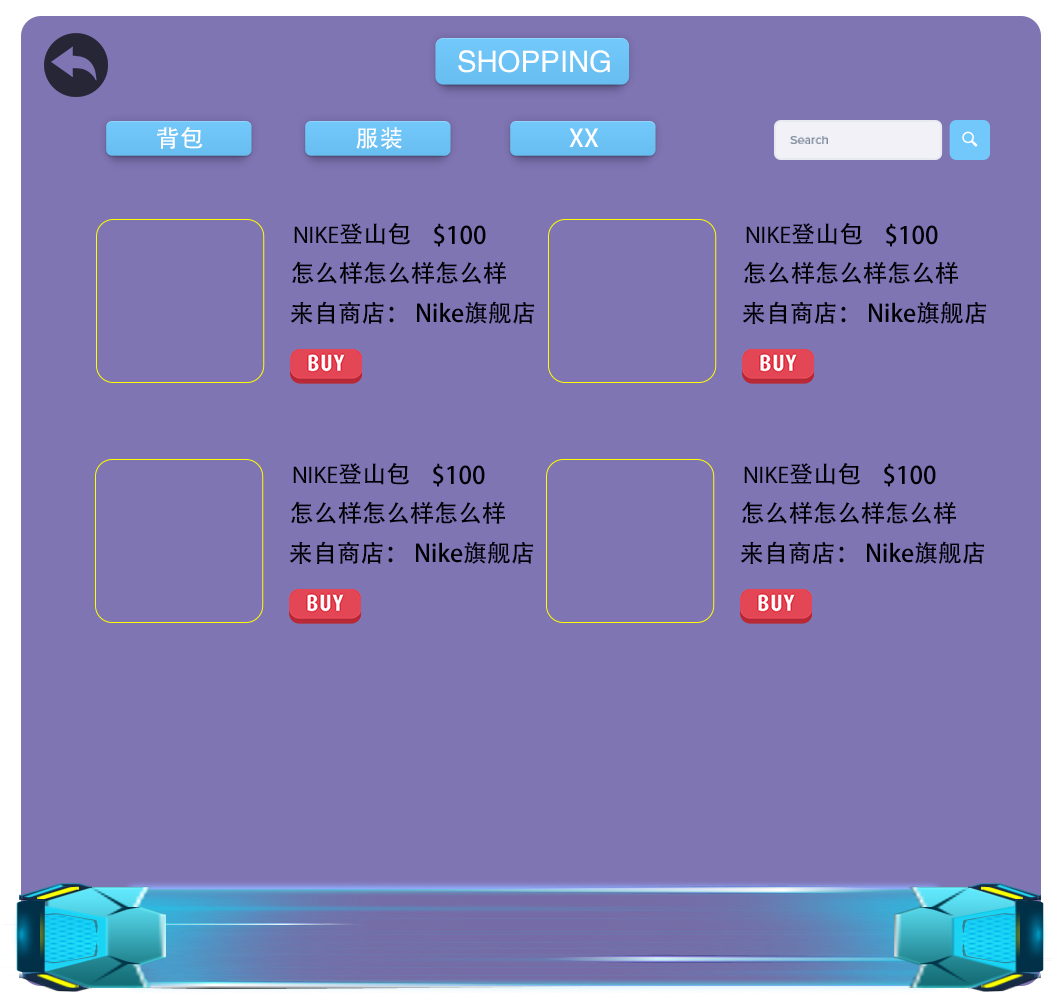 SHOPPING
背包
服装
XX
Search
NIKE登山包 $100
怎么样怎么样怎么样
来自商店： Nike旗舰店
BUY
NIKE登山包 $100
怎么样怎么样怎么样
来自商店： Nike旗舰店
BUY
NIKE登山包 $100
怎么样怎么样怎么样
来自商店： Nike旗舰店
BUY
NIKE登山包 $100
怎么样怎么样怎么样
来自商店： Nike旗舰店
BUY